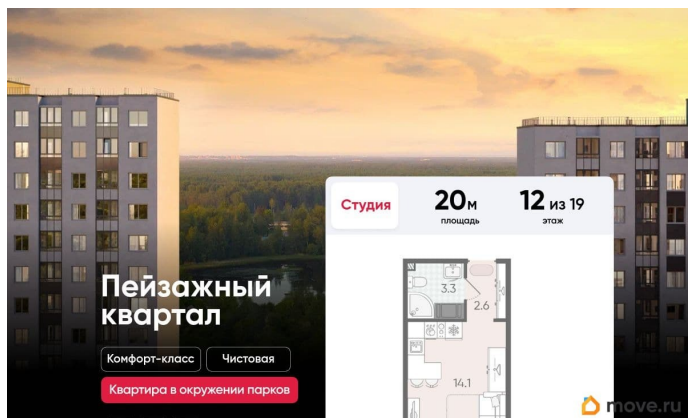 Студия
20м
площадь
12 из 19
этаж
Пейзажный
квартал
Комфорт-класс
Чистовая
Квартира в окружении парков
3.3
2.6
14.1
move.ru